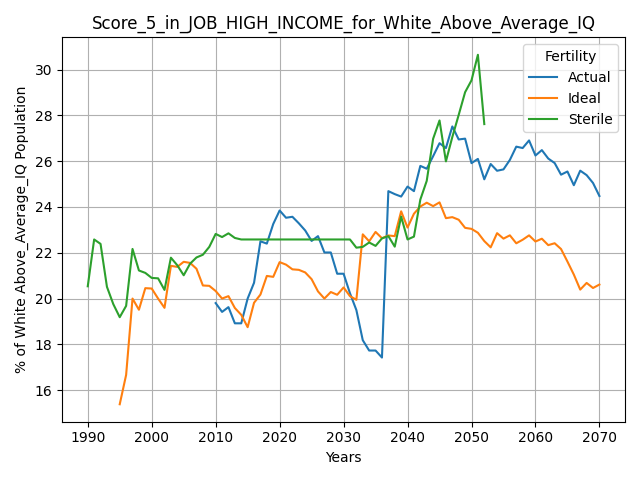 Score_5_in_JOB_HIGH_INCOME_for_White_Above_Average_IQ
% of White Above_Average_IQ Population
30
28
26
24
22
20
18
16
Fertility
Actual
Ideal
Sterile
1990 2000 2010 2020 2030 2040 2050 2060 2070
Years